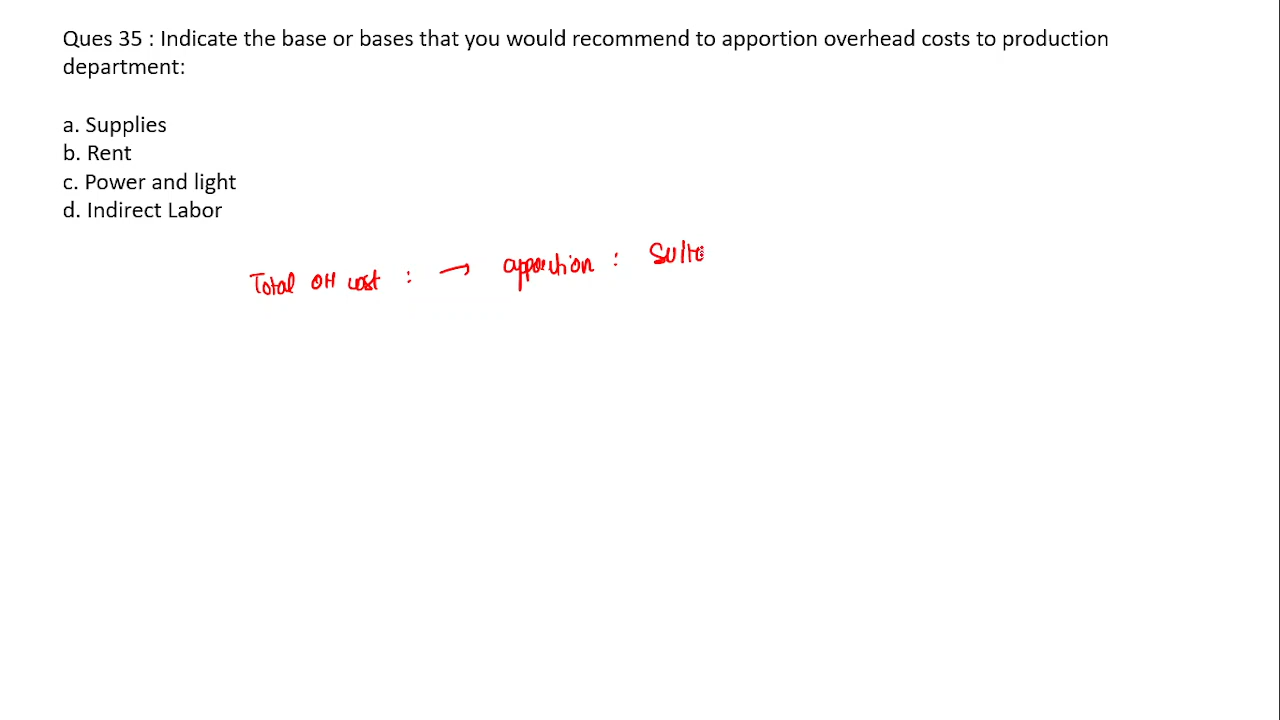 Ques 35 : Indicate the base or bases that you would recommend to apportion overhead costs to production
department:
a. Supplies
b. Rent
c. Power and light
d. Indirect Labor
Total OH cost : → apportion :